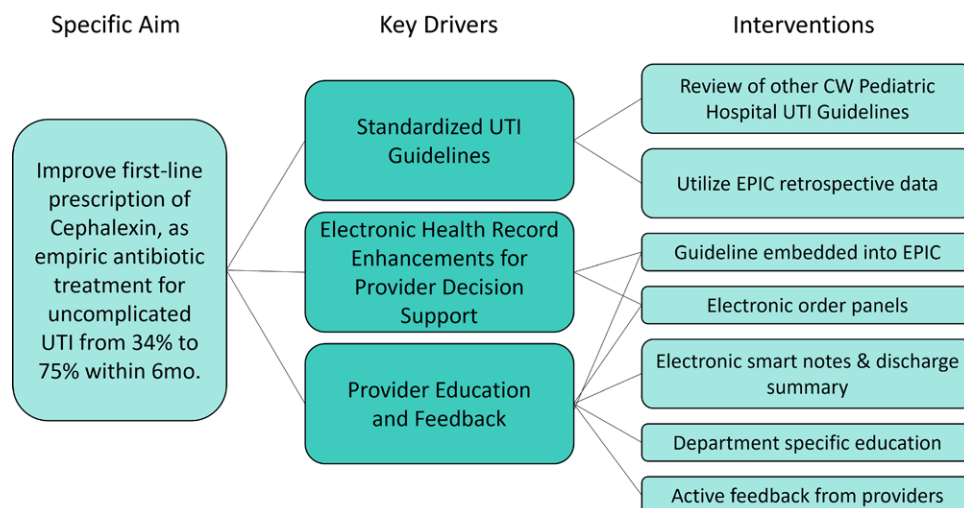 Specific Aim
Key Drivers
Interventions
Improve first-line
prescription of
Cephalexin, as
empiric antibiotic
treatment for
uncomplicated
UTI from 34% to
75% within 6mo.
Standardized UTI
Guidelines
Electronic Health Record
Enhancements for
Provider Decision
Support
Provider Education
and Feedback
Review of other CW Pediatric
Hospital UTI Guidelines
Utilize EPIC retrospective data
Guideline embedded into EPIC
Electronic order panels
Electronic smart notes & discharge
summary
Department specific education
Active feedback from providers